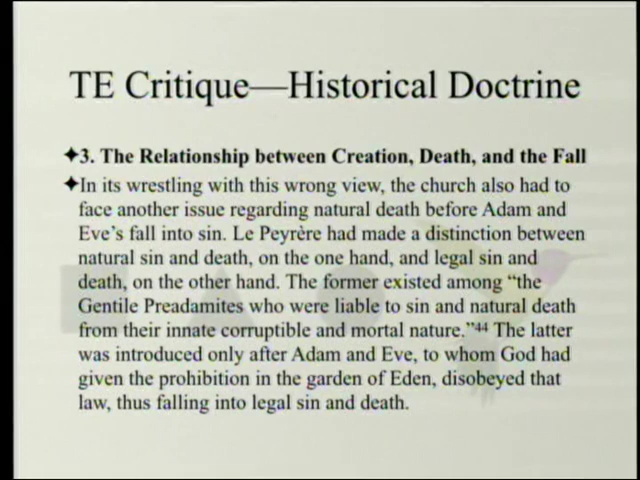 TE Critique—Historical Doctrine
✦3. The Relationship between Creation, Death, and the Fall
✦In its wrestling with this wrong view, the church also had to
face another issue regarding natural death before Adam and
Eve's fall into sin. Le Peyrère had made a distinction between
natural sin and death, on the one hand, and legal sin and
death, on the other hand. The former existed among “the
Gentile Preadamites who were liable to sin and natural death
from their innate corruptible and mortal nature.”⁴⁴ The latter
was introduced only after Adam and Eve, to whom God had
given the prohibition in the garden of Eden, disobeyed that
law, thus falling into legal sin and death.